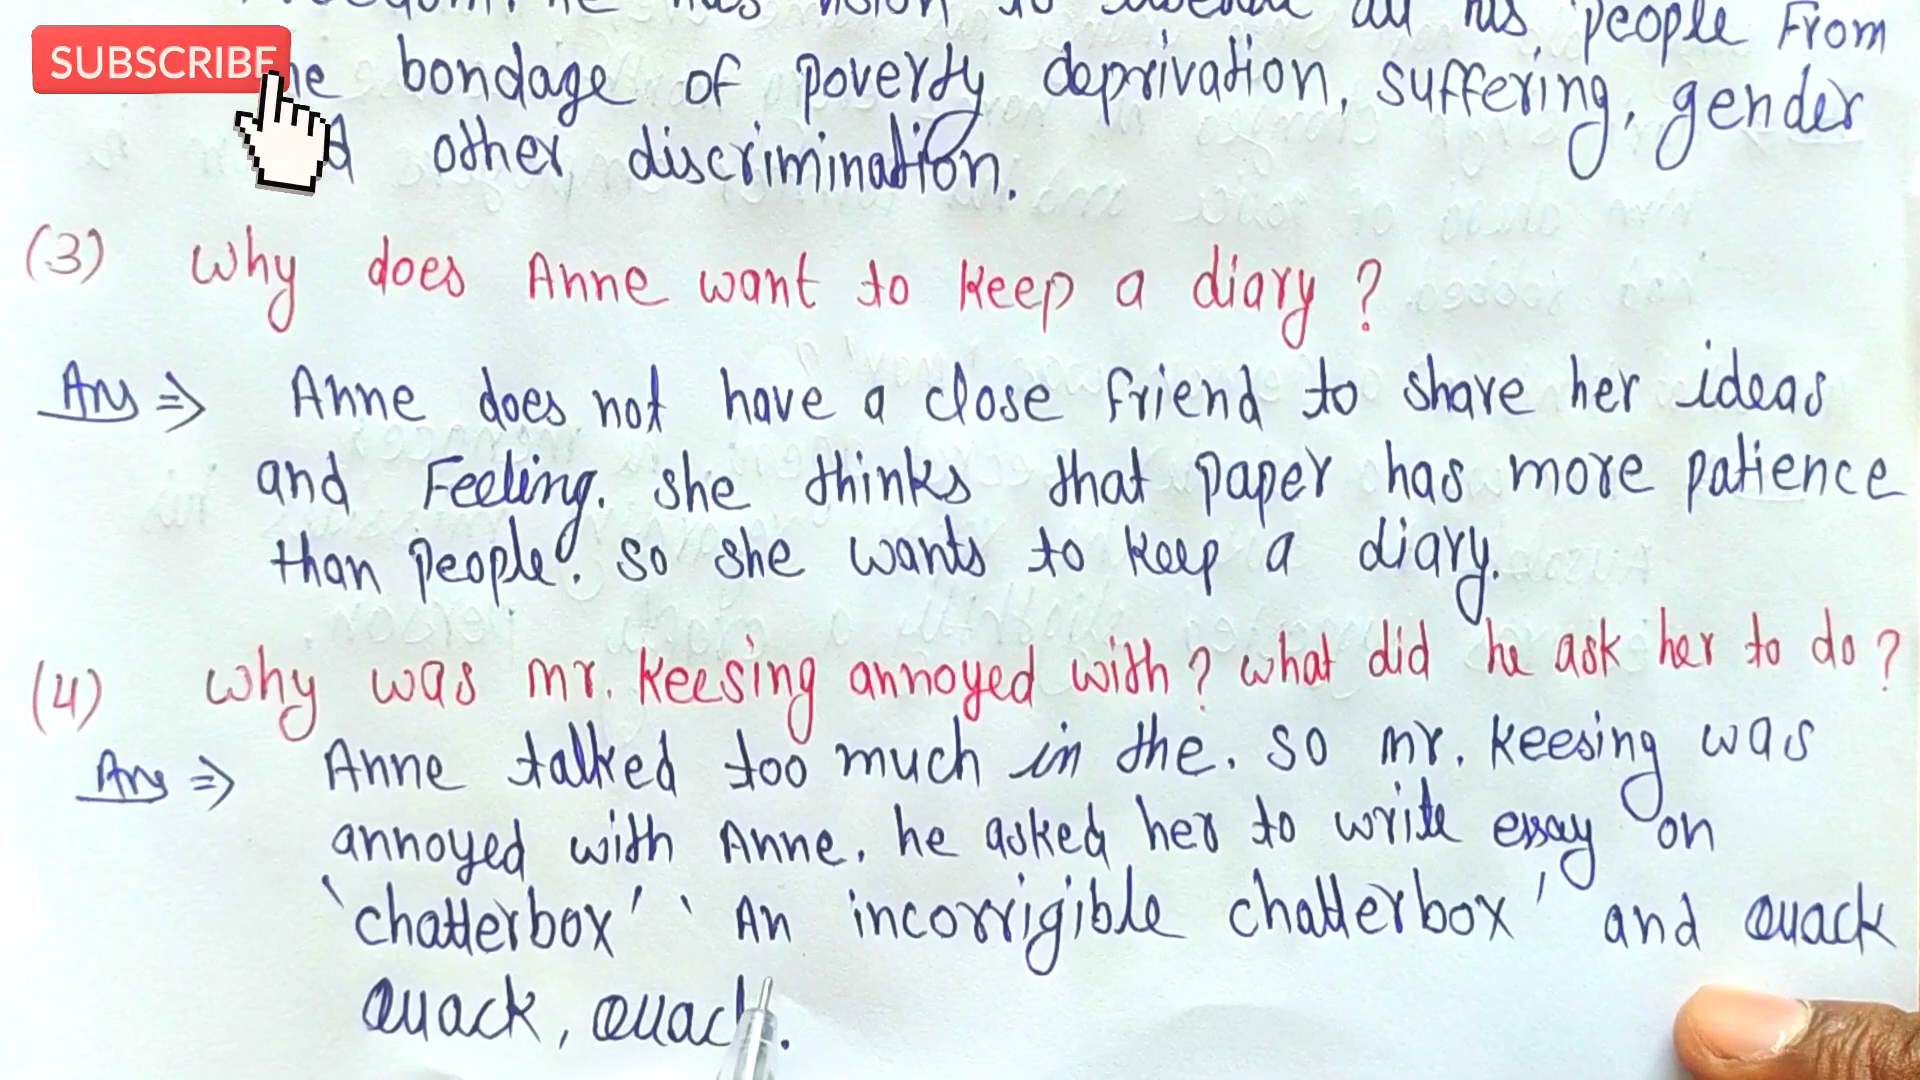 SUBSCRIBE
all his people From
bondage of poverty deprivation, suffering, gender
other discrimination.
(3) Why does Anne want to keep a diary?
Ans ⇒ Anne does not have a close friend to share her ideas
and Feeling. she thinks that paper has more patience
than people. so she wants to keep a diary.
(4) Why was mr. Keesing annoyed with? what did he ask her to do?
Ans ⇒ Anne talked too much in the. so mr. Keesing was
annoyed with Anne. he asked her to write essay on
'chatterbox' 'An incorrigible chatterbox' and quack
quack, quack.